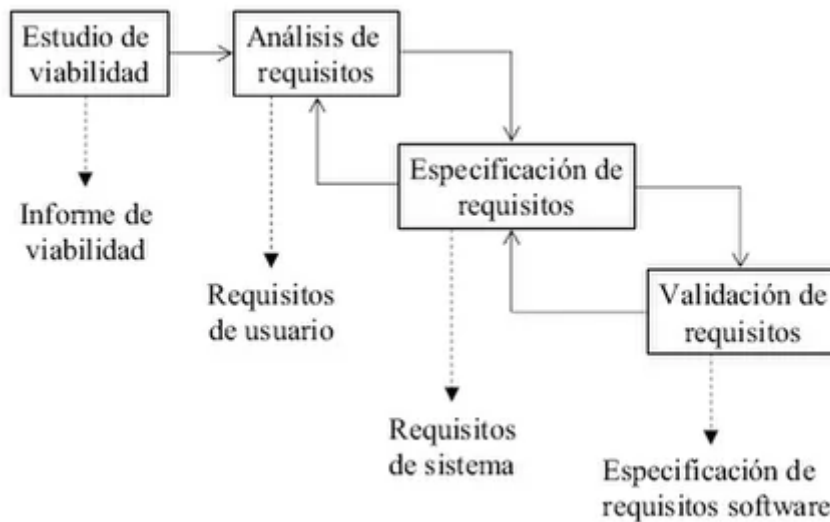 Estudio de
viabilidad
Análisis de
requisitos
Especificación de
requisitos
Informe de
viabilidad
Validación de
requisitos
Requisitos
de usuario
Requisitos
de sistema
Especificación de
requisitos software